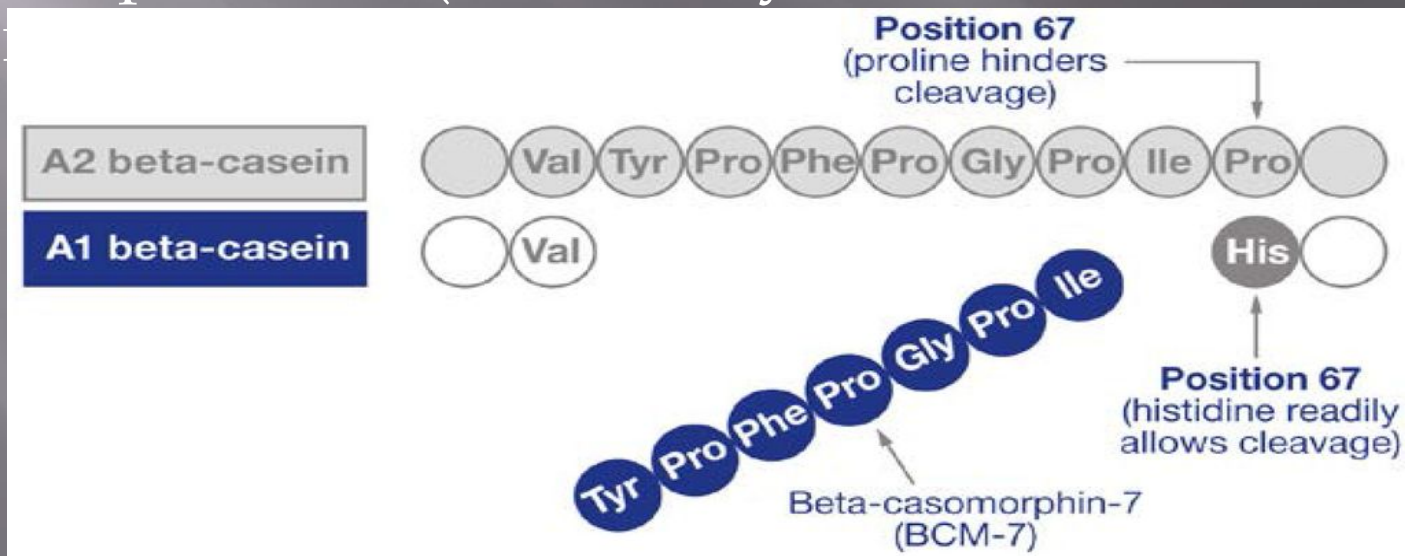 Position 67
(proline hinders
cleavage)
A2 beta-casein
Val Tyr Pro Phe Pro Gly Pro Ile Pro
A1 beta-casein
Val
His
Tyr Pro Phe Pro Gly Pro Ile
Position 67
(histidine readily
allows cleavage)
Beta-casomorphin-7
(BCM-7)